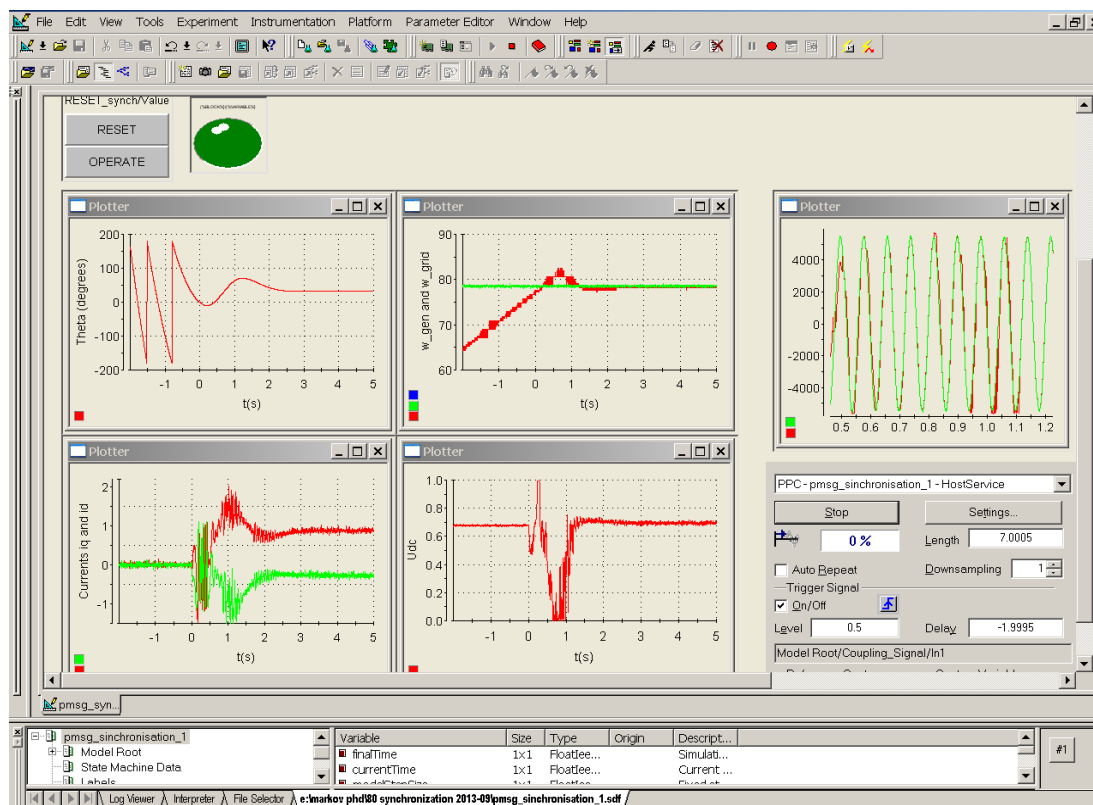 File Edit View Tools Experiment Instrumentation Platform Parameter Editor Window Help
RESET_synch/Value
RESET
OPERATE
Plotter
Theta (degrees)
200
100
0
-100
-200
-1 0 1 2 3 4 5
t(s)
Plotter
w_gen and w_grid
90
80
70
60
-1 0 1 2 3 4 5
t(s)
Plotter
4000
2000
0
-2000
-4000
0.5 0.6 0.7 0.8 0.9 1.0 1.1 1.2
Plotter
Currents iq and id
2
1
0
-1
-1 0 1 2 3 4 5
t(s)
Plotter
Udc
1.0
0.8
0.6
0.4
0.2
0.0
-1 0 1 2 3 4 5
t(s)
PPC - pmsg_sinchronisation_1 - HostService
Stop Settings...
0 % Length 7.0005
Auto Repeat Downsampling 1
Trigger Signal
On/Off
Level 0.5 Delay -1.9995
Model Root/Coupling_Signal/In1
pmsg_syn...
pmsg_sinchronisation_1
Model Root
State Machine Data
Labels
Variable Size Type Origin Descript...
finalTime 1x1 FloatIee... Simulati...
currentTime 1x1 FloatIee... Current ...
modelStepSize 1x1 FloatIee... Fixed st...
#1
Log Viewer Interpreter File Selector e:\markov phd\80 synchronization 2013-09\pmsg_sinchronisation_1.sdf